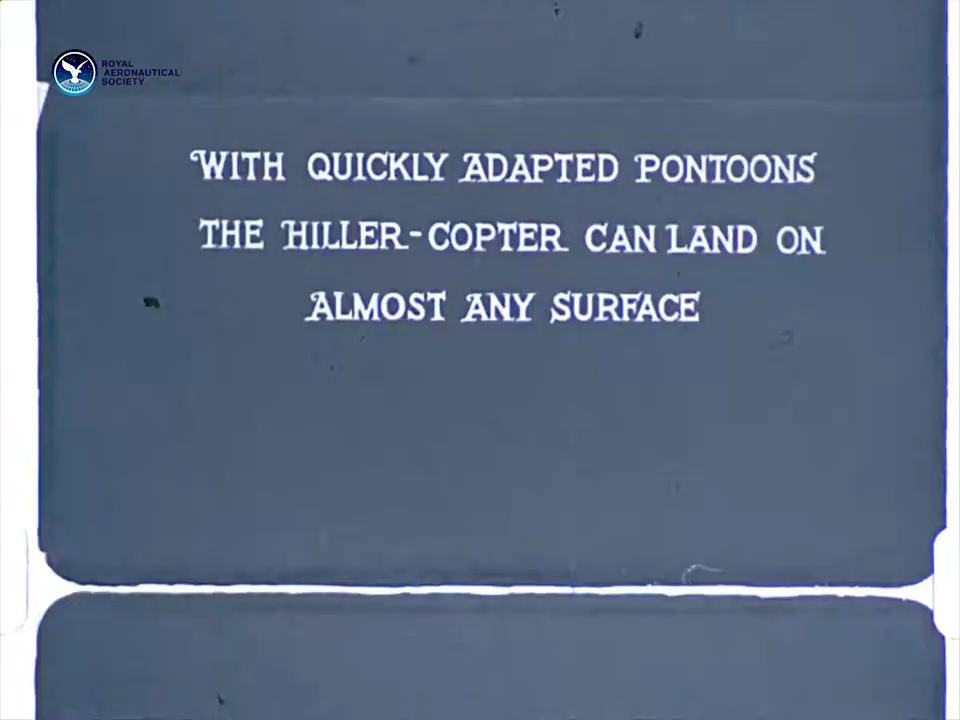 ROYAL
AERONAUTICAL
SOCIETY
WITH QUICKLY ADAPTED PONTOONS
THE HILLER-COPTER CAN LAND ON
ALMOST ANY SURFACE